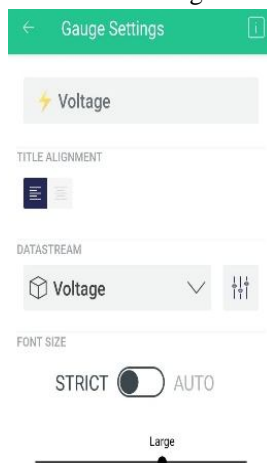 Gauge Settings
⚡ Voltage
TITLE ALIGNMENT
DATASTREAM
Voltage
FONT SIZE
STRICT AUTO
Large